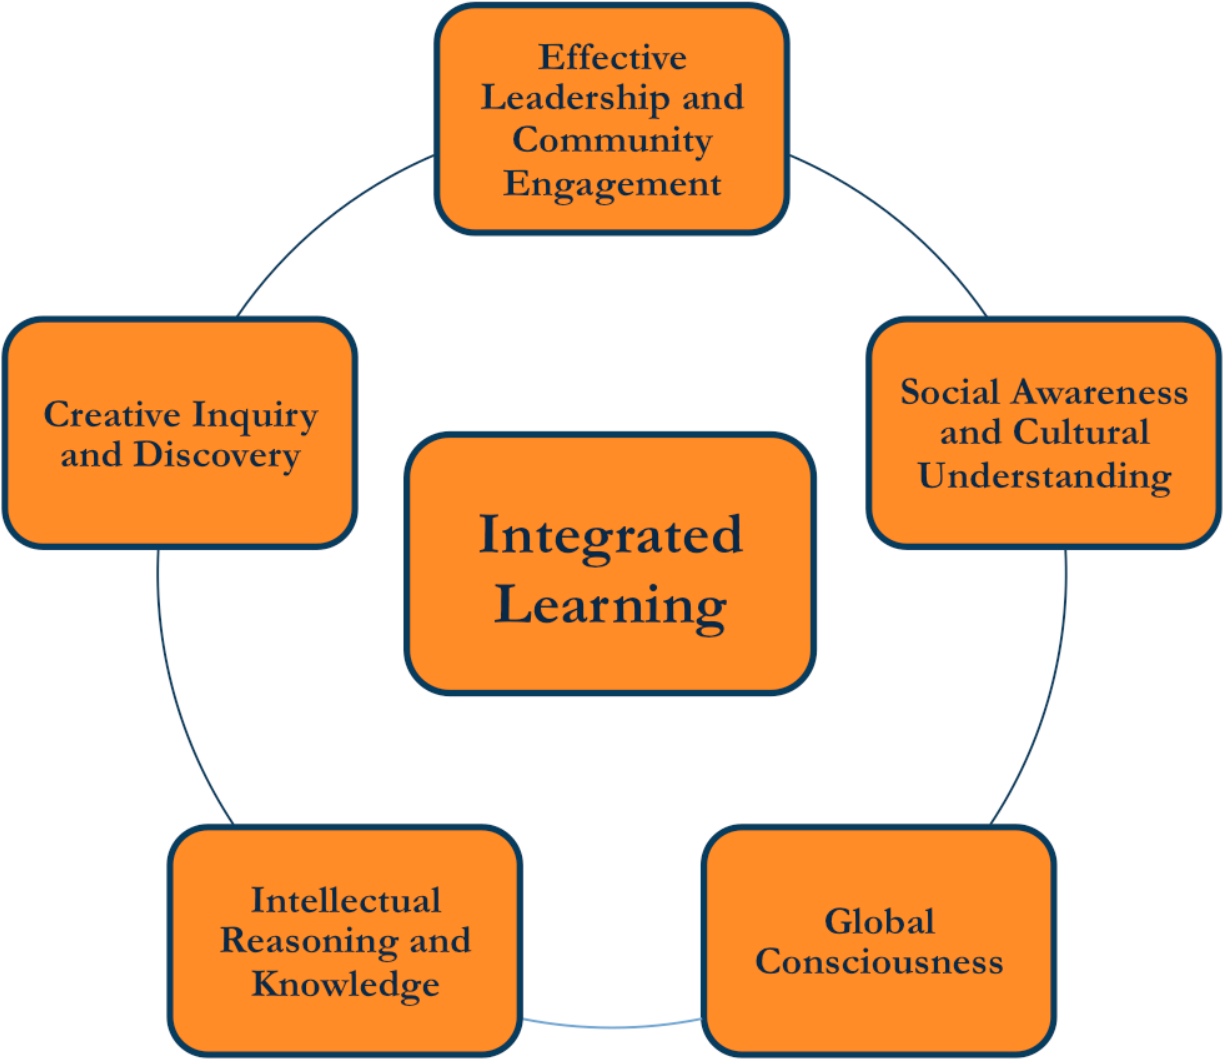 Effective
Leadership and
Community
Engagement
Creative Inquiry
and Discovery
Social Awareness
and Cultural
Understanding
Integrated
Learning
Intellectual
Reasoning and
Knowledge
Global
Consciousness